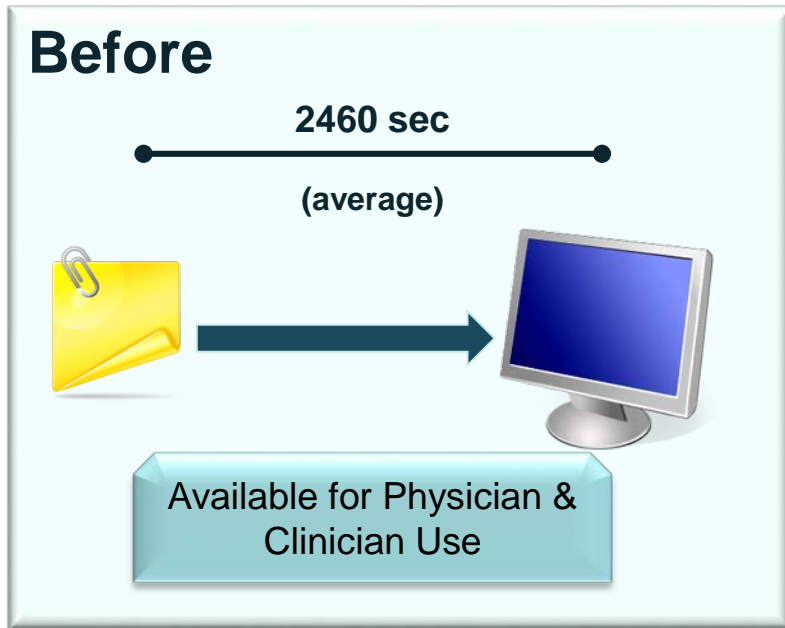 Before
2460 sec
(average)
Available for Physician &
Clinician Use